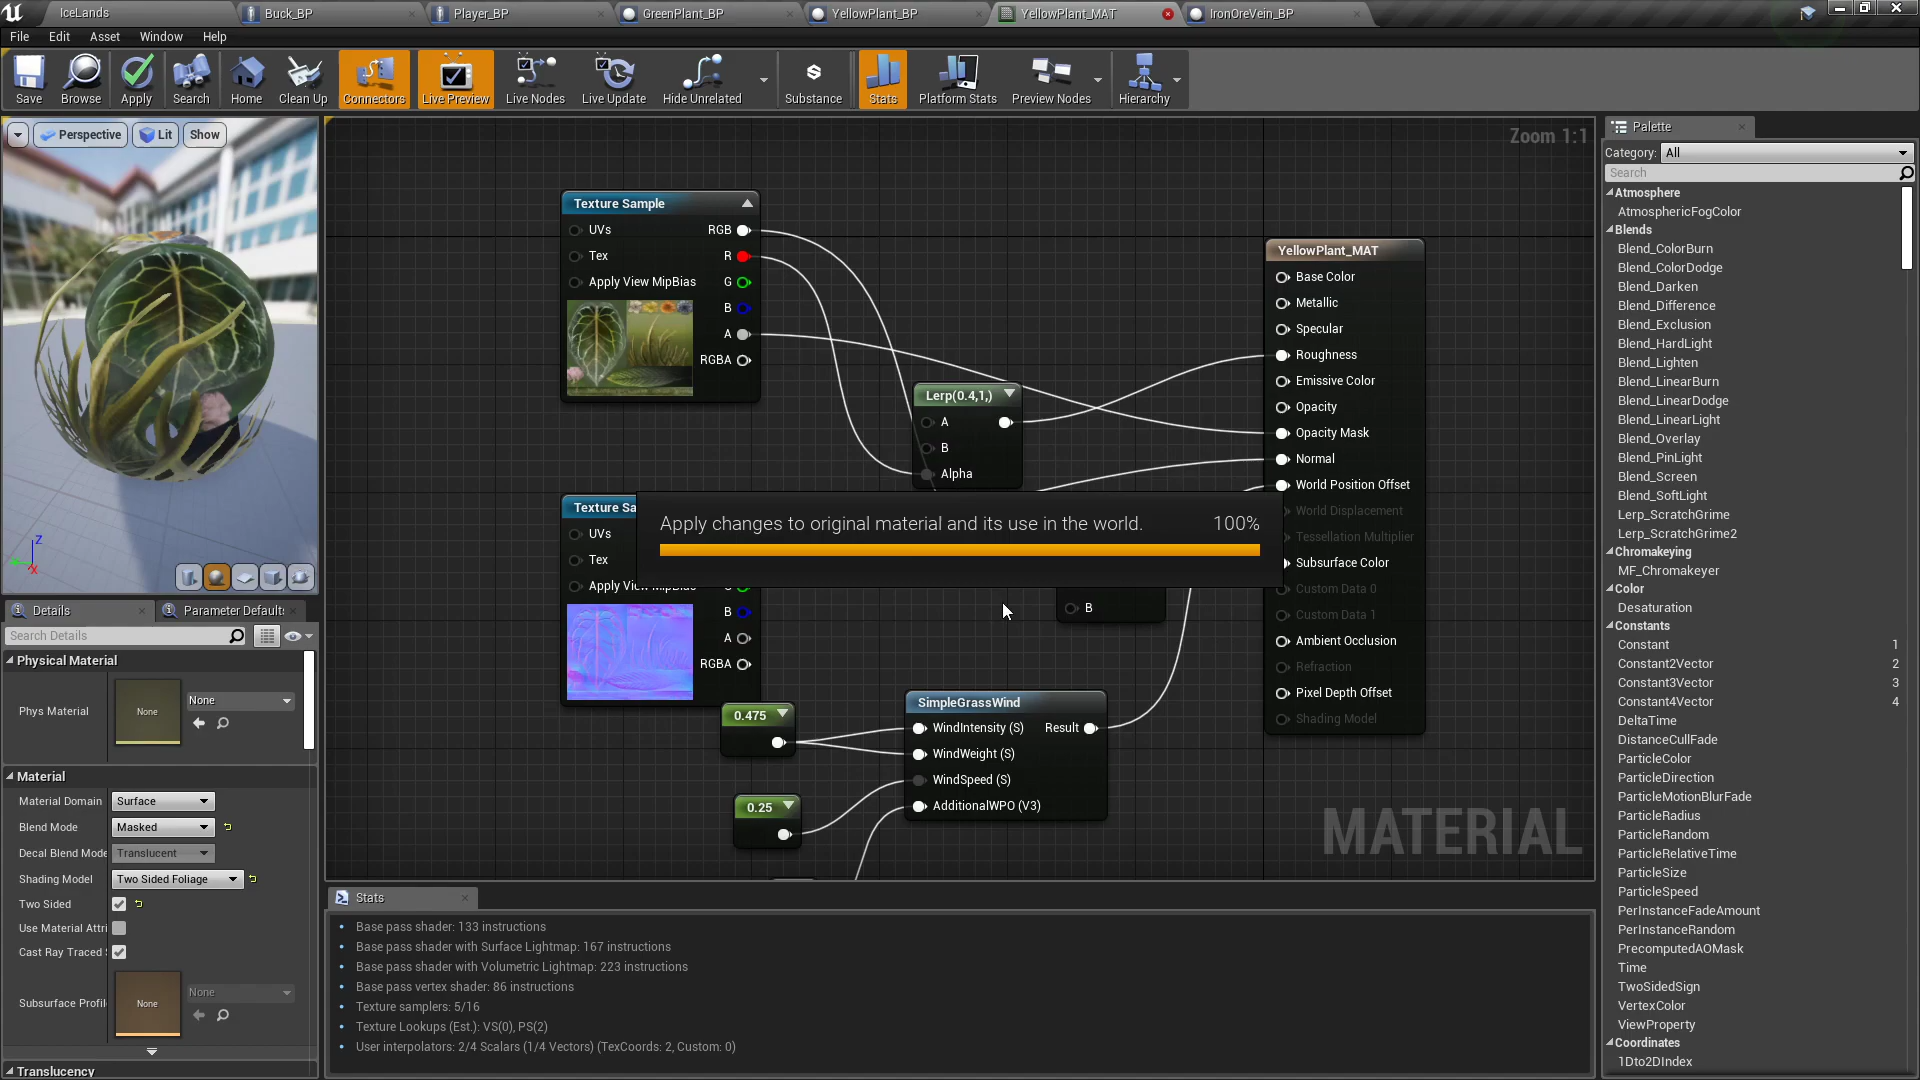 IceLands
Buck_BP
Player_BP
GreenPlant_BP
YellowPlant_BP
YellowPlant_MAT
IronOreVein_BP
File
Edit
Asset
Window
Help
Save
Browse
Apply
Search
Home
Clean Up
Connectors
Live Preview
Live Nodes
Live Update
Hide Unrelated
Substance
Stats
Platform Stats
Preview Nodes
Hierarchy
Perspective
Lit
Show
Z
X
Details
Parameter Default
Search Details
Physical Material
Phys Material
None
None
Material
Material Domain
Surface
Blend Mode
Masked
Decal Blend Mode
Translucent
Shading Model
Two Sided Foliage
Two Sided
Use Material Attri
Cast Ray Traced
Subsurface Profil
None
None
Translucency
Zoom 1:1
Texture Sample
UVs
RGB
Tex
R
Apply View MipBias
G
B
A
RGBA
Lerp(0.4,1,)
A
B
Alpha
YellowPlant_MAT
Base Color
Metallic
Specular
Roughness
Emissive Color
Opacity
Opacity Mask
Normal
World Position Offset
World Displacement
Tessellation Multiplier
Subsurface Color
Custom Data 0
Custom Data 1
Ambient Occlusion
Refraction
Pixel Depth Offset
Shading Model
Texture Sa
UVs
Tex
Apply View MipBias
B
A
RGBA
Apply changes to original material and its use in the world.
100%
B
0.475
0.25
SimpleGrassWind
WindIntensity (S)
Result
WindWeight (S)
WindSpeed (S)
AdditionalWPO (V3)
MATERIAL
Stats
Base pass shader: 133 instructions
Base pass shader with Surface Lightmap: 167 instructions
Base pass shader with Volumetric Lightmap: 223 instructions
Base pass vertex shader: 86 instructions
Texture samplers: 5/16
Texture Lookups (Est.): VS(0), PS(2)
User interpolators: 2/4 Scalars (1/4 Vectors) (TexCoords: 2, Custom: 0)
Palette
Category:
All
Search
Atmosphere
AtmosphericFogColor
Blends
Blend_ColorBurn
Blend_ColorDodge
Blend_Darken
Blend_Difference
Blend_Exclusion
Blend_HardLight
Blend_Lighten
Blend_LinearBurn
Blend_LinearDodge
Blend_LinearLight
Blend_Overlay
Blend_PinLight
Blend_Screen
Blend_SoftLight
Lerp_ScratchGrime
Lerp_ScratchGrime2
Chromakeying
MF_Chromakeyer
Color
Desaturation
Constants
Constant 1
Constant2Vector 2
Constant3Vector 3
Constant4Vector 4
DeltaTime
DistanceCullFade
ParticleColor
ParticleDirection
ParticleMotionBlurFade
ParticleRadius
ParticleRandom
ParticleRelativeTime
ParticleSize
ParticleSpeed
PerInstanceFadeAmount
PerInstanceRandom
PrecomputedAOMask
Time
TwoSidedSign
VertexColor
ViewProperty
Coordinates
1Dto2DIndex